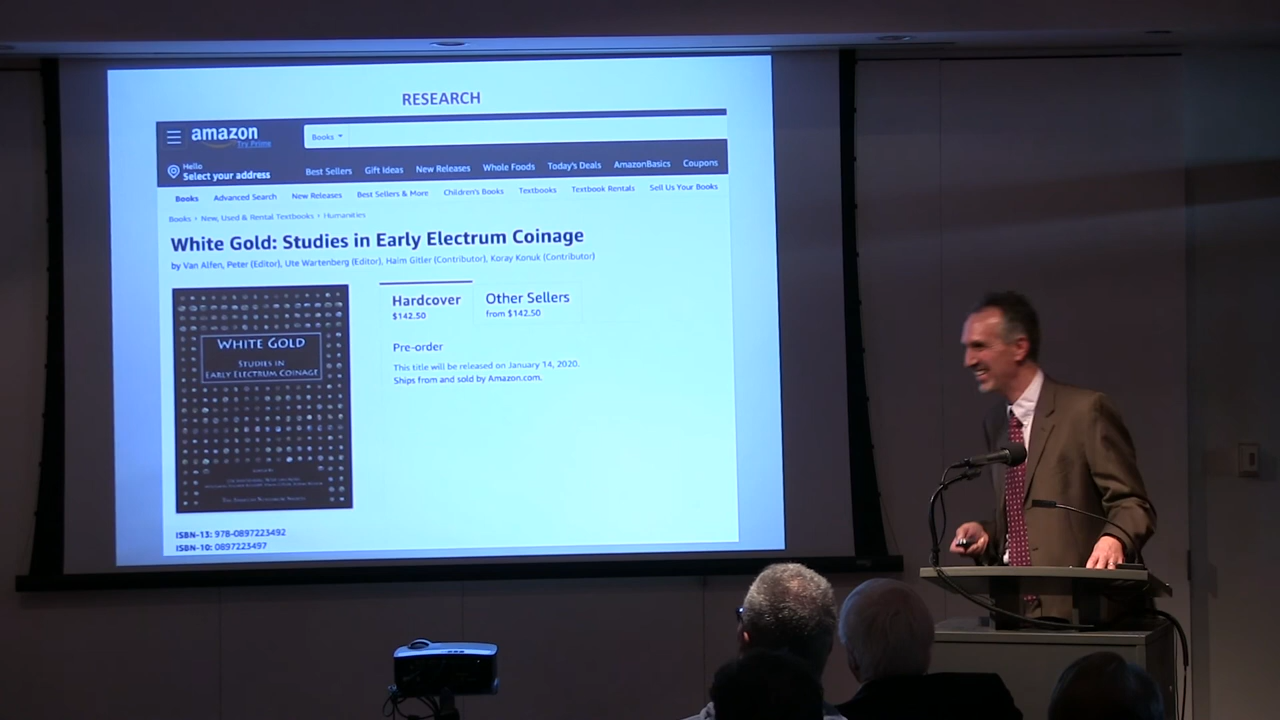 RESEARCH
amazon
Try Prime
Books
Hello
Select your address
Best Sellers Gift Ideas New Releases Whole Foods Today's Deals AmazonBasics Coupons
Books Advanced Search New Releases Best Sellers & More Children's Books Textbooks Textbook Rentals Sell Us Your Books
Books › New, Used & Rental Textbooks › Humanities
White Gold: Studies in Early Electrum Coinage
by Van Alfen, Peter (Editor), Ute Wartenberg (Editor), Haim Gitler (Contributor), Koray Konuk (Contributor)
Hardcover
$142.50
Other Sellers
from $142.50
Pre-order
This title will be released on January 14, 2020.
Ships from and sold by Amazon.com.
WHITE GOLD
STUDIES IN
EARLY ELECTRUM COINAGE
THE AMERICAN NUMISMATIC SOCIETY
ISBN-13: 978-0897223492
ISBN-10: 0897223497